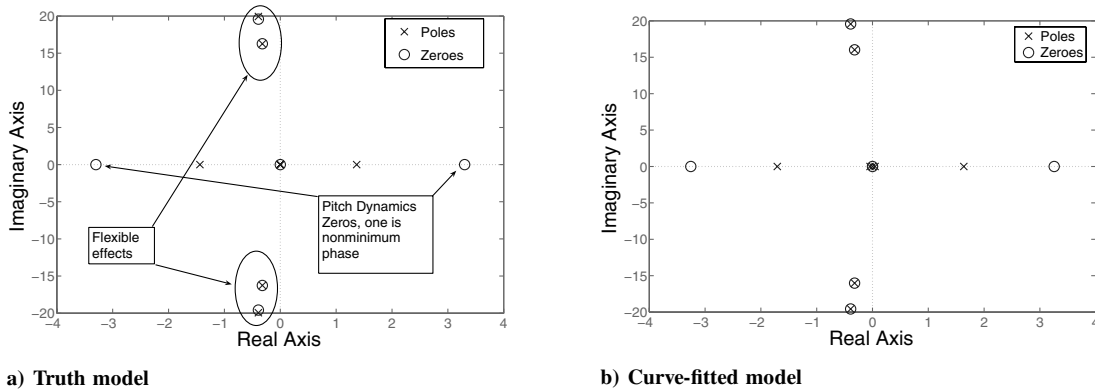 20
15
10
5
0
−5
−10
−15
−20
−4
−3
−2
−1
0
1
2
3
4
Real Axis
Imaginary Axis
Poles
Zeroes
Flexible
effects
Pitch Dynamics
Zeros, one is
nonminimum
phase
a) Truth model
20
15
10
5
0
−5
−10
−15
−20
−4
−3
−2
−1
0
1
2
3
4
Real Axis
Imaginary Axis
Poles
Zeroes
b) Curve-fitted model